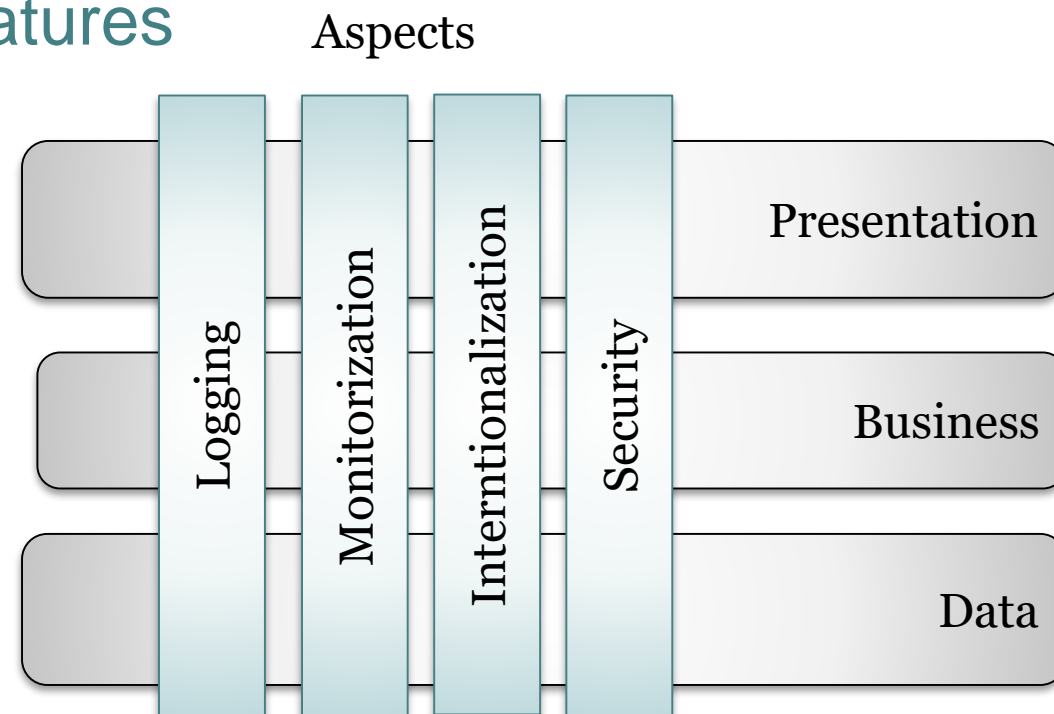 atures
Aspects
Presentation
Logging
Monitorization
Interntionalization
Security
Business
Data